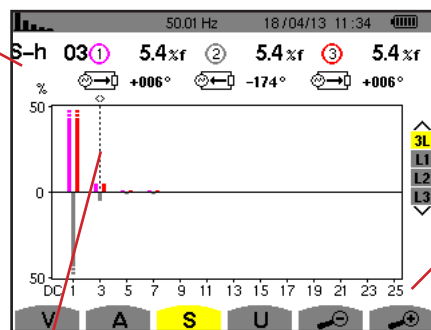 50.01 Hz 18/04/13 11:34
S-h 03 1 5.4%f 2 5.4%f 3 5.4%f
+006° -174° +006°
%
50
0
50
3L
L1
L2
L3
DC 1 3 5 7 9 11 13 15 17 19 21 23 25
V A S U